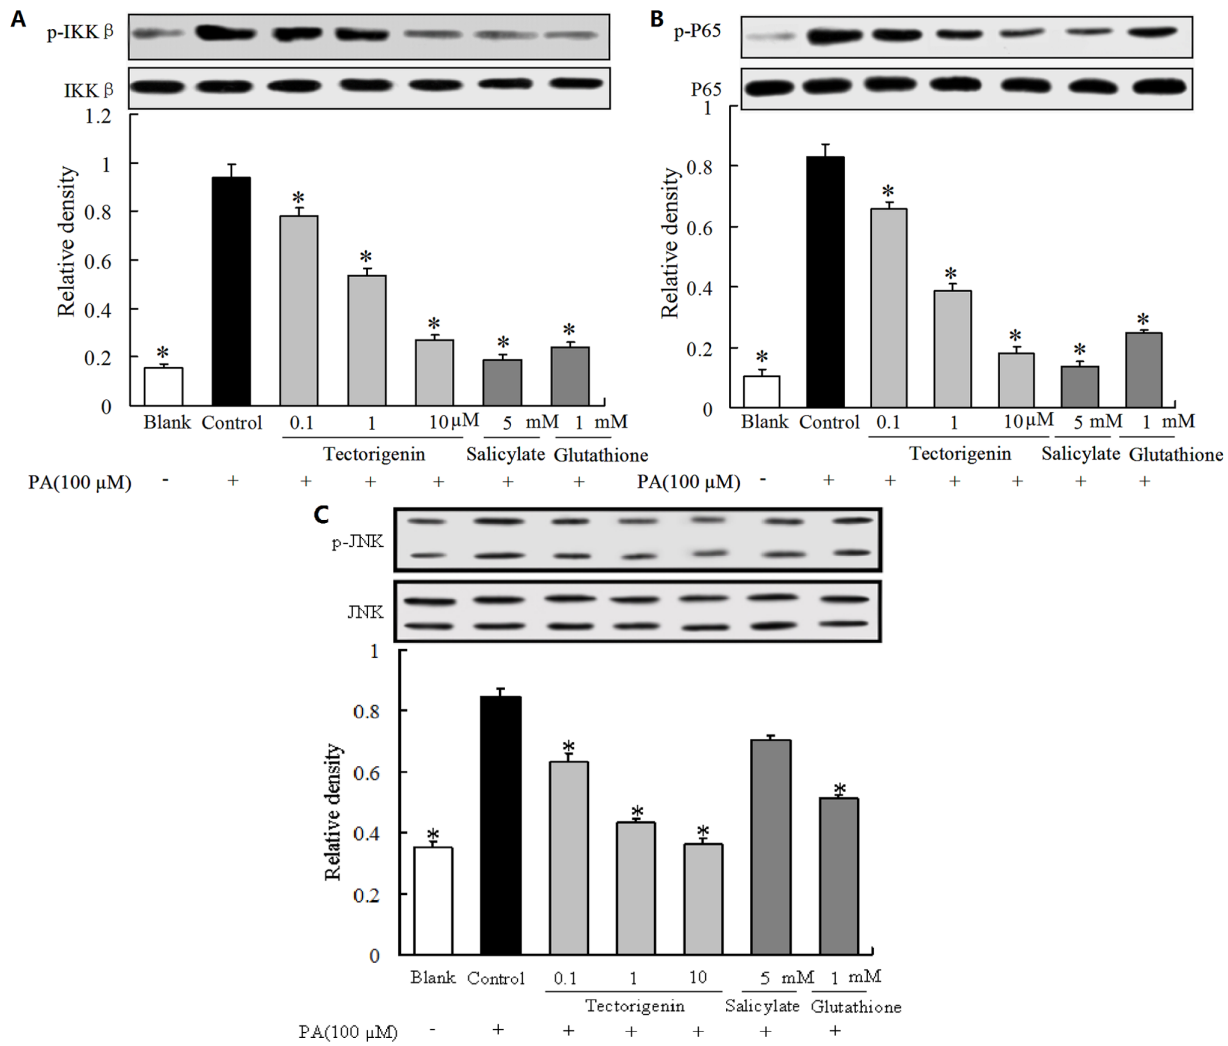 A
p-IKK β
IKK β
Relative density
1.2
1
0.8
0.6
0.4
0.2
0
* * * * * *
Blank Control 0.1 1 10 μM 5 mM 1 mM
Tectorigenin Salicylate Glutathione
PA(100 μM) - + + + + + +
B
p-P65
P65
Relative density
1
0.8
0.6
0.4
0.2
0
* * * * * *
Blank Control 0.1 1 10 μM 5 mM 1 mM
Tectorigenin Salicylate Glutathione
PA(100 μM) - + + + + + +
C
p-JNK
JNK
Relative density
1
0.8
0.6
0.4
0.2
0
* * * * *
Blank Control 0.1 1 10 5 mM 1 mM
Tectorigenin Salicylate Glutathione
PA(100 μM) - + + + + + +